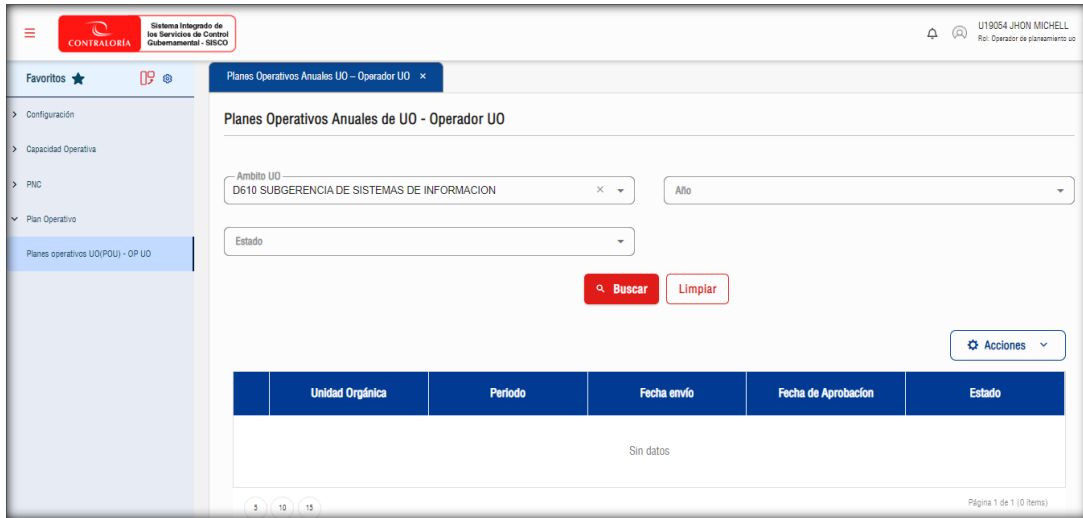 CONTRALORÍA
Sistema Integrado de
los Servicios de Control
Gubernamental - SISCO
U19054 JHON MICHELL
Rol: Operador de planeamiento uo
Favoritos
Planes Operativos Anuales UO – Operador UO ×
Configuración
Capacidad Operativa
PNC
Plan Operativo
Planes operativos UO(POU) - OP UO
Planes Operativos Anuales de UO - Operador UO
Ambito UO
D610 SUBGERENCIA DE SISTEMAS DE INFORMACION
Año
Estado
Buscar Limpiar
Acciones
Unidad Orgánica Periodo Fecha envío Fecha de Aprobacíon Estado
Sin datos
5 10 15
Página 1 de 1 (0 ítems)